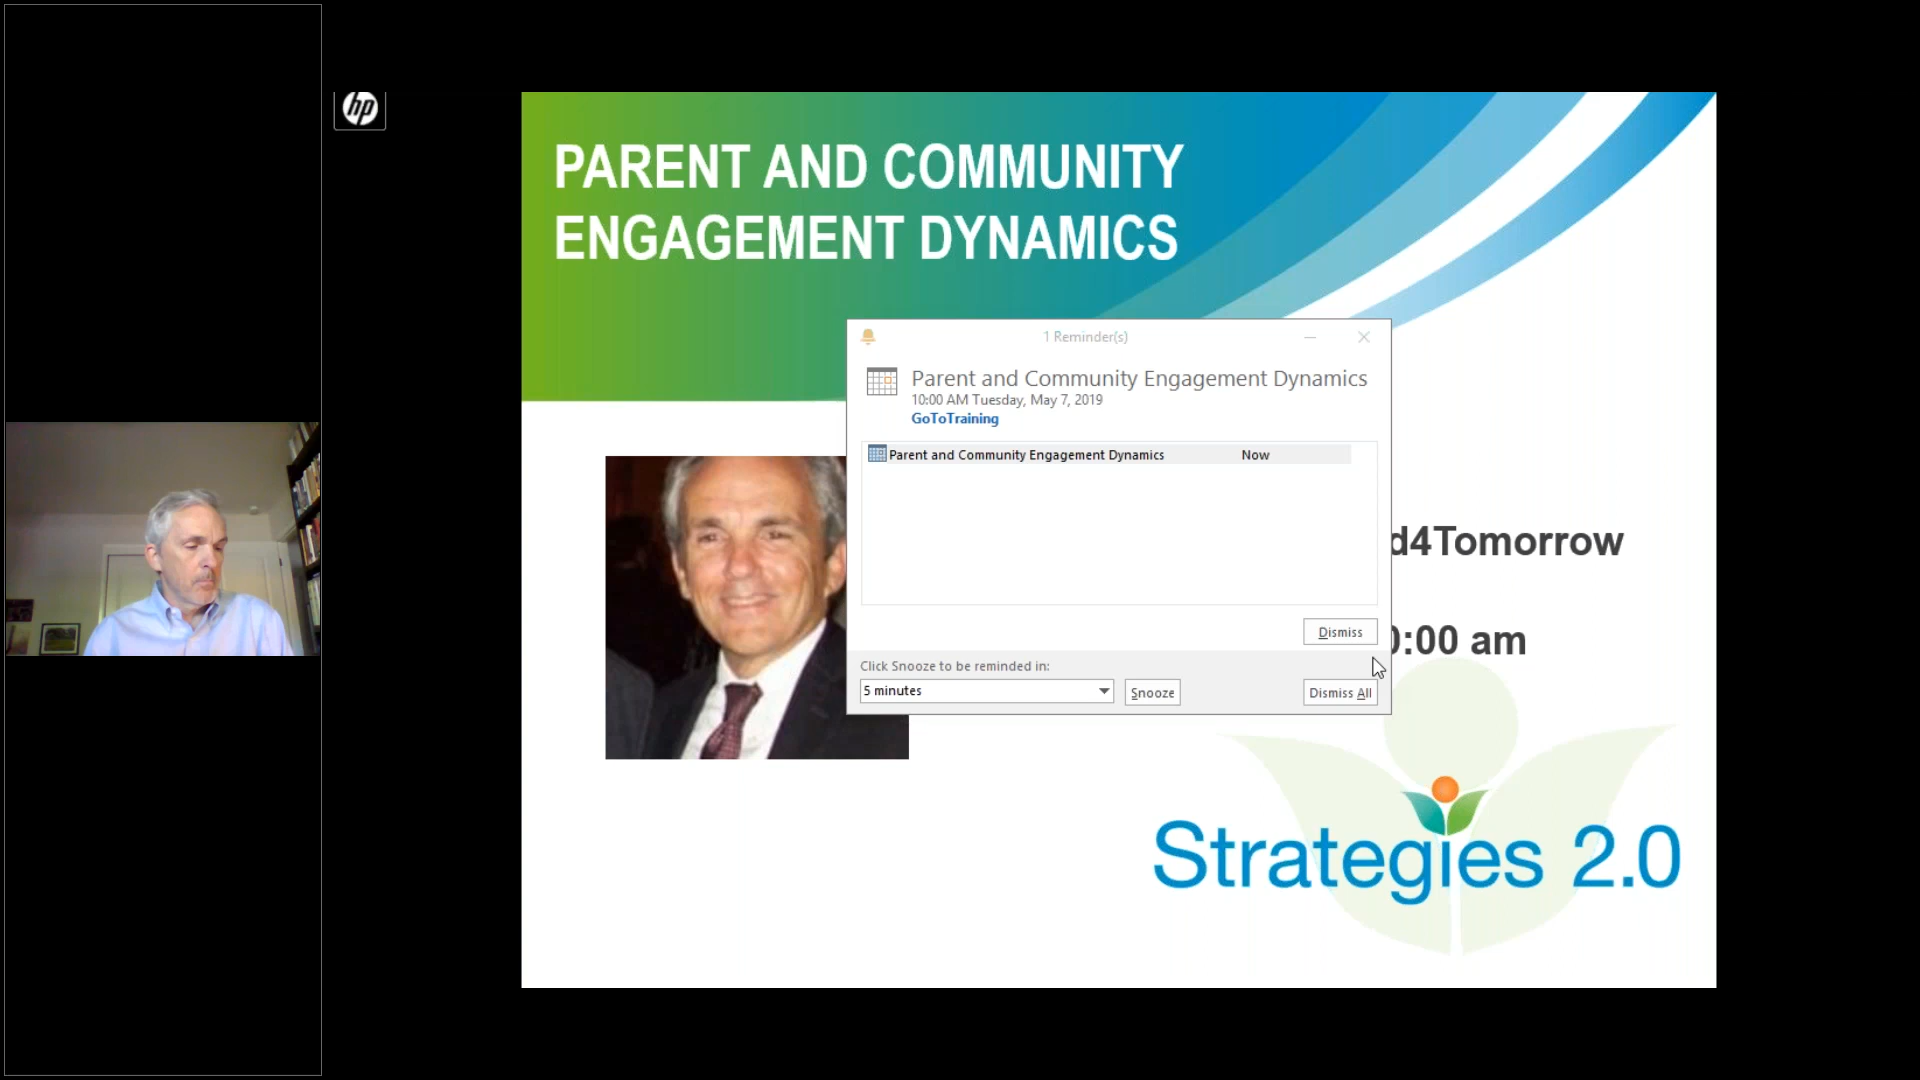 hp
PARENT AND COMMUNITY
ENGAGEMENT DYNAMICS
1 Reminder(s)
Parent and Community Engagement Dynamics
10:00 AM Tuesday, May 7, 2019
GoToTraining
Parent and Community Engagement Dynamics Now
d4Tomorrow
Dismiss
0:00 am
Click Snooze to be reminded in:
5 minutes Snooze Dismiss All
Strategies 2.0